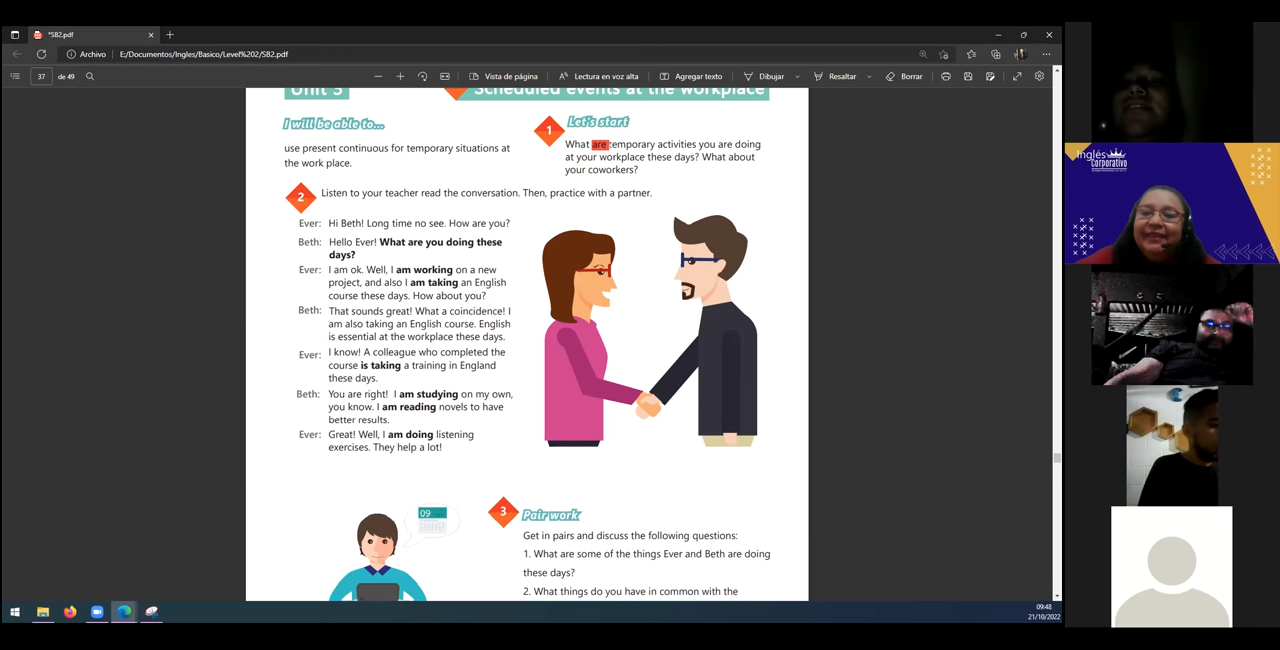 *SB2.pdf
Archivo
E:/Documentos/Ingles/Basico/Level%202/SB2.pdf
37
de 49
Vista de página
Lectura en voz alta
Agregar texto
Dibujar
Resaltar
Borrar
Unit 5
Scheduled events at the workplace
I will be able to...
use present continuous for temporary situations at
the work place.
1
Let's start
What are temporary activities you are doing
at your workplace these days? What about
your coworkers?
2
Listen to your teacher read the conversation. Then, practice with a partner.
Ever: Hi Beth! Long time no see. How are you?
Beth: Hello Ever! What are you doing these
days?
Ever: I am ok. Well, I am working on a new
project, and also I am taking an English
course these days. How about you?
Beth: That sounds great! What a coincidence! I
am also taking an English course. English
is essential at the workplace these days.
Ever: I know! A colleague who completed the
course is taking a training in England
these days.
Beth: You are right! I am studying on my own,
you know. I am reading novels to have
better results.
Ever: Great! Well, I am doing listening
exercises. They help a lot!
09
3
Pair work
Get in pairs and discuss the following questions:
1. What are some of the things Ever and Beth are doing
these days?
2. What things do you have in common with the
09:48
21/10/2022
Inglés
Corporativo